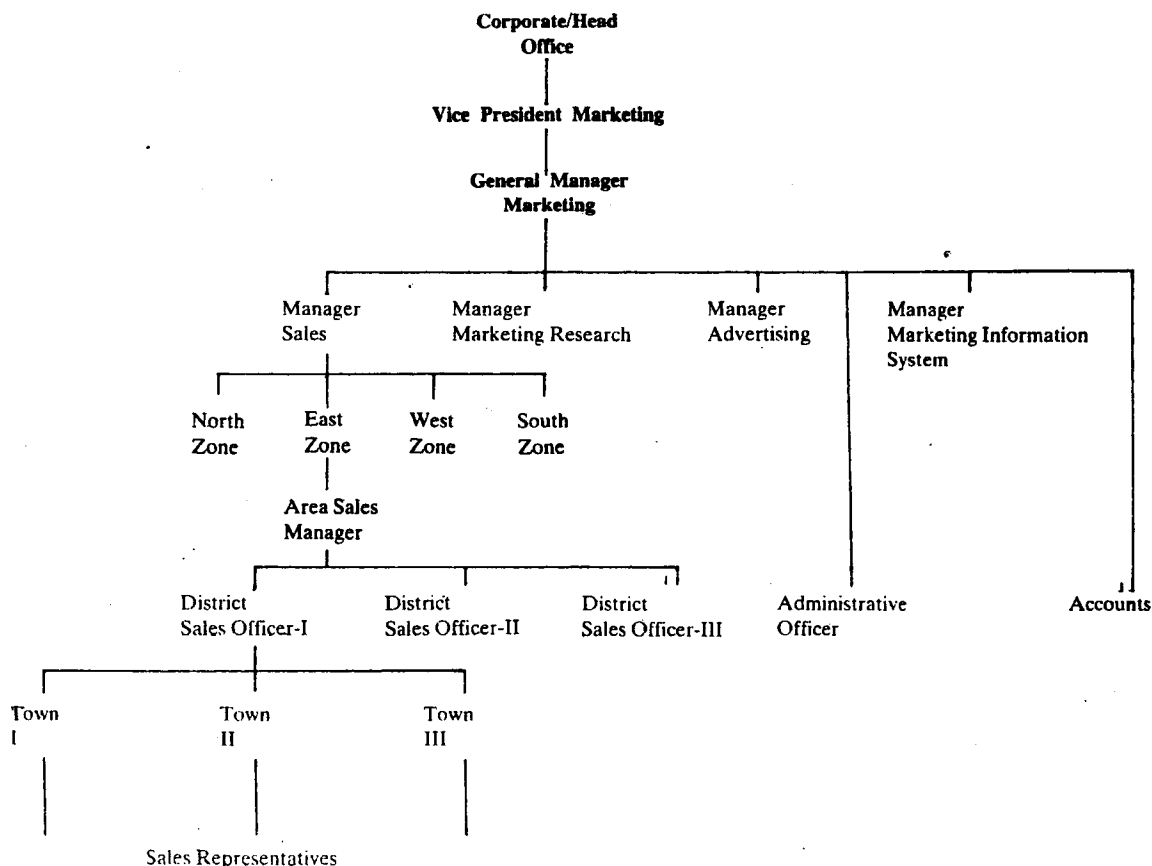 Corporate/Head
Office
Vice President Marketing
General Manager
Marketing
Manager
Sales
Manager
Marketing Research
Manager
Advertising
Manager
Marketing Information
System
North
Zone
East
Zone
West
Zone
South
Zone
Area Sales
Manager
District
Sales Officer-I
District
Sales Officer-II
District
Sales Officer-III
Administrative
Officer
Accounts
Town
I
Town
II
Town
III
Sales Representatives